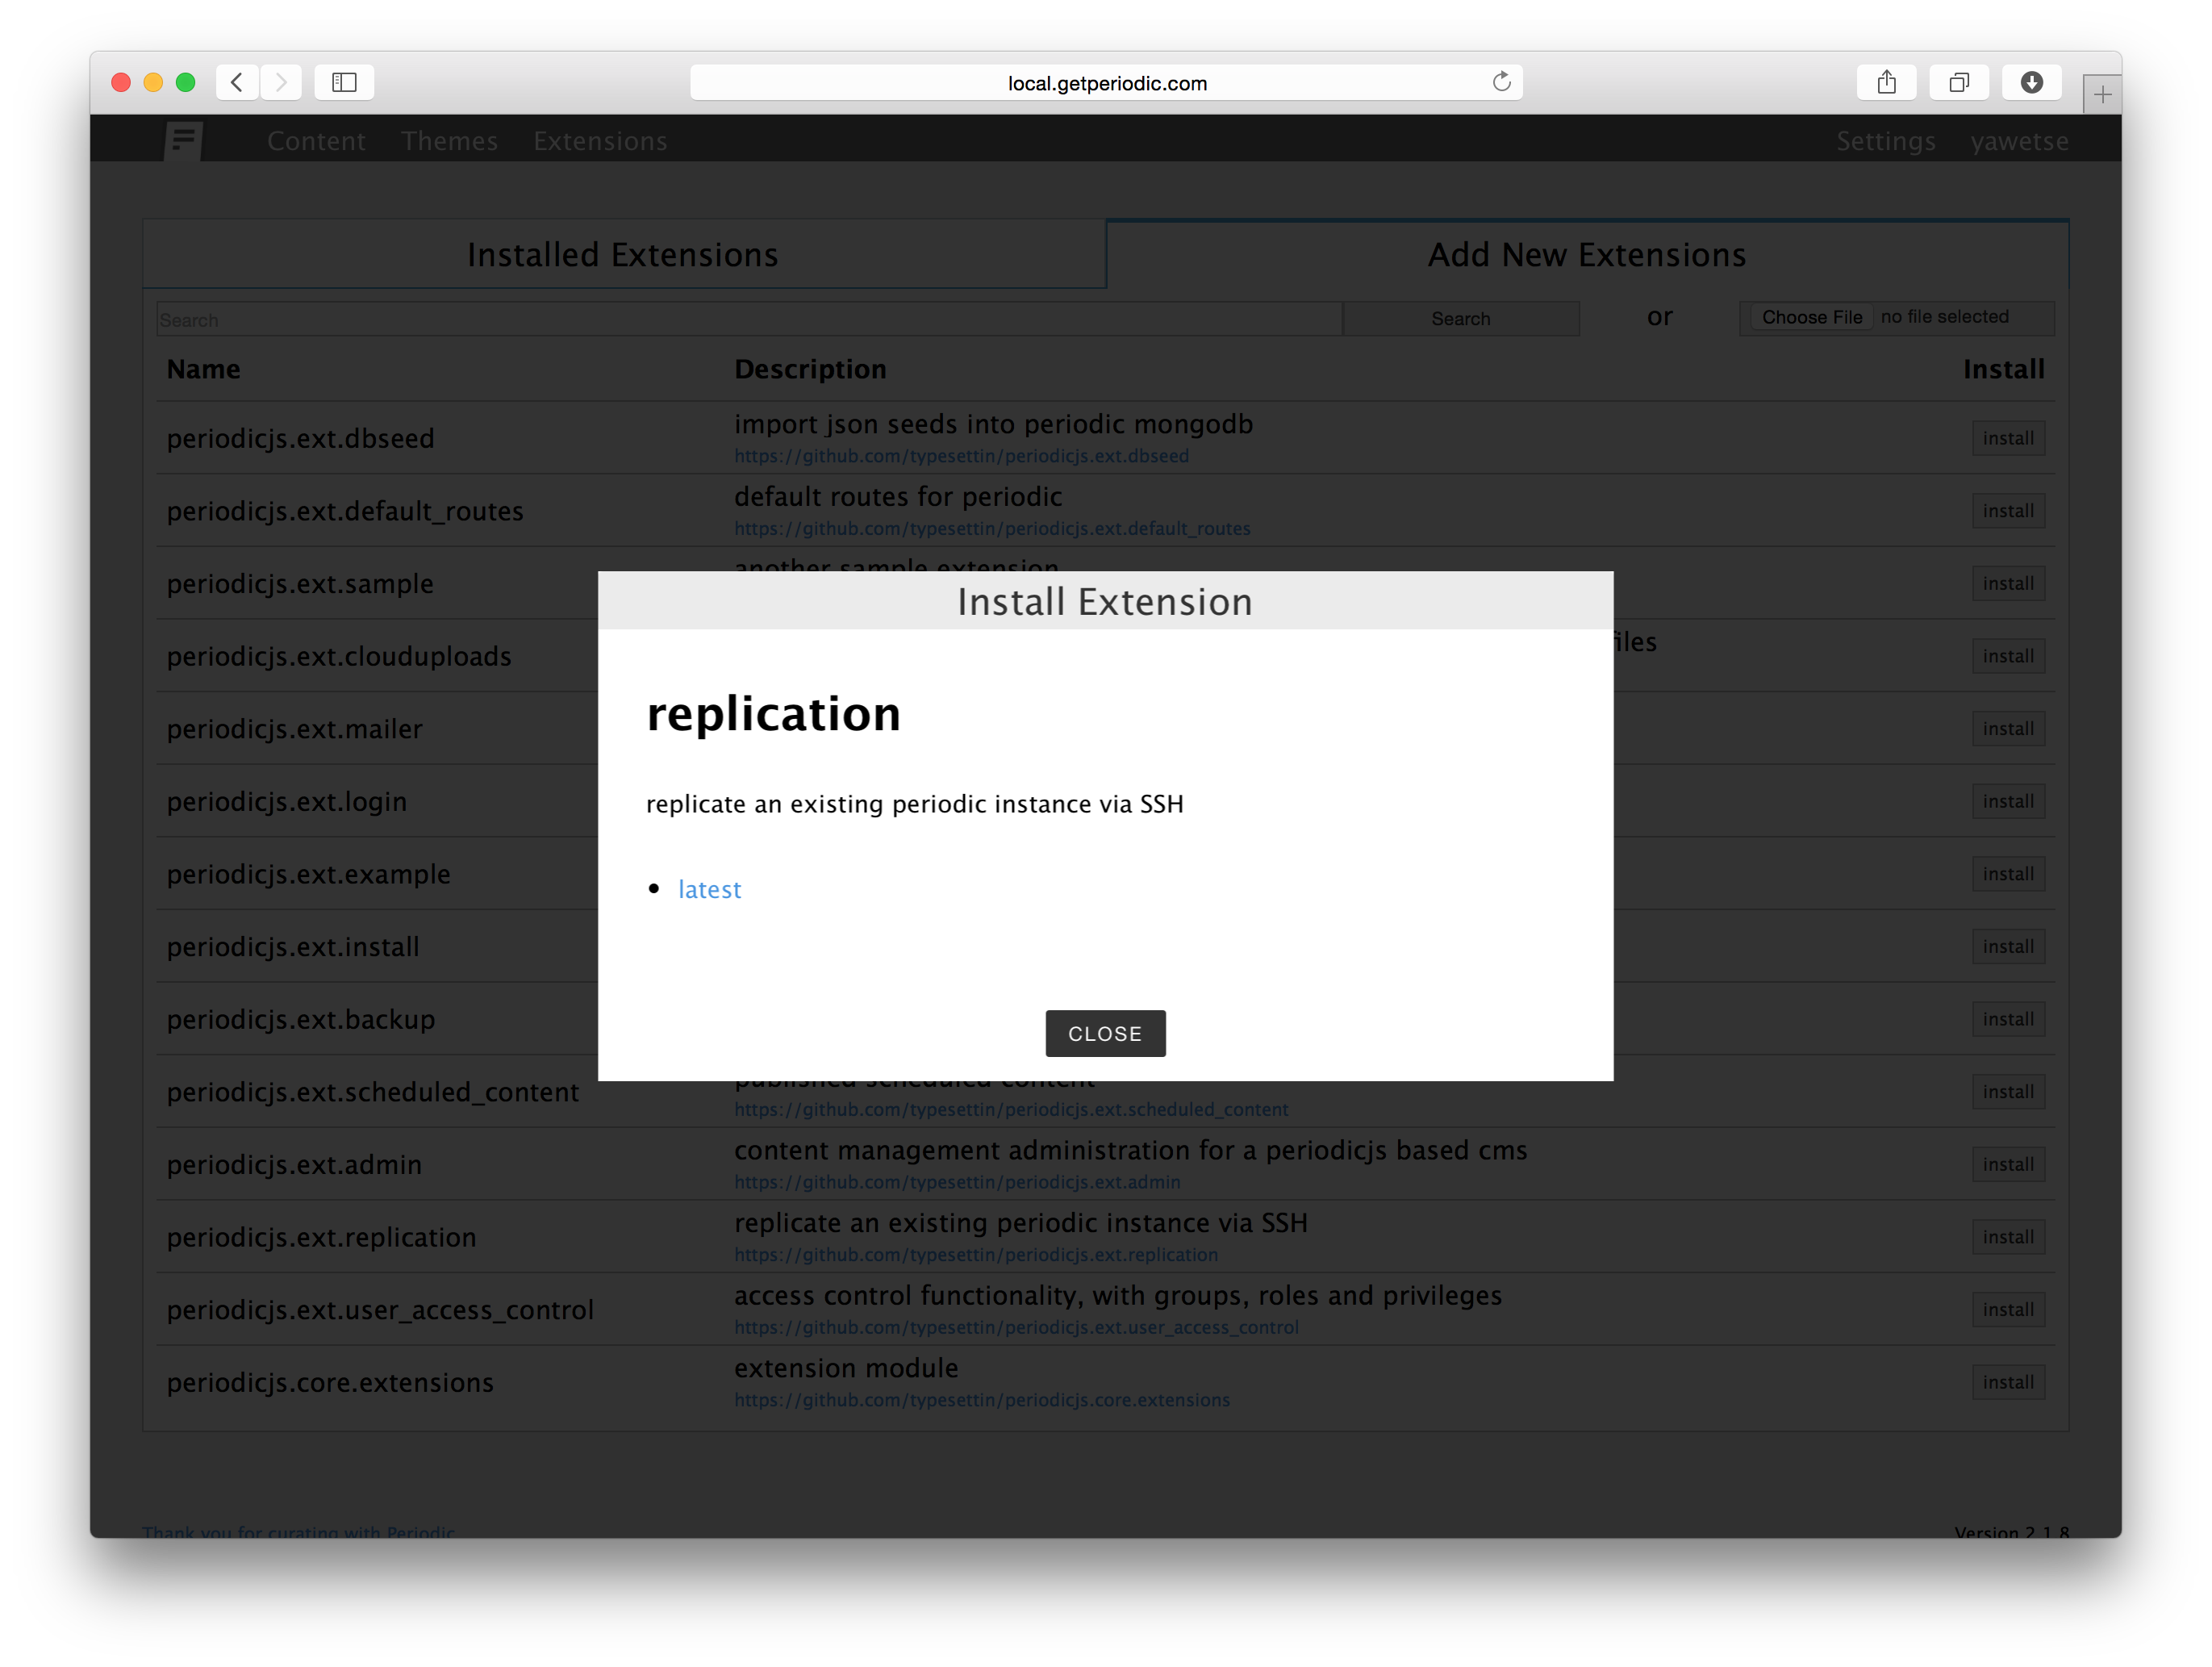 local.getperiodic.com
Content Themes Extensions Settings yawetse
Installed Extensions Add New Extensions
Search Search or Choose File no file selected
Name Description Install
periodicjs.ext.dbseed import json seeds into periodic mongodb install
https://github.com/typesettin/periodicjs.ext.dbseed
periodicjs.ext.default_routes default routes for periodic install
https://github.com/typesettin/periodicjs.ext.default_routes
periodicjs.ext.sample another sample extension install
periodicjs.ext.clouduploads files install
periodicjs.ext.mailer install
periodicjs.ext.login install
periodicjs.ext.example install
periodicjs.ext.install install
periodicjs.ext.backup install
Install Extension
replication
replicate an existing periodic instance via SSH
• latest
CLOSE
periodicjs.ext.scheduled_content published scheduled content install
https://github.com/typesettin/periodicjs.ext.scheduled_content
periodicjs.ext.admin content management administration for a periodicjs based cms install
https://github.com/typesettin/periodicjs.ext.admin
periodicjs.ext.replication replicate an existing periodic instance via SSH install
https://github.com/typesettin/periodicjs.ext.replication
periodicjs.ext.user_access_control access control functionality, with groups, roles and privileges install
https://github.com/typesettin/periodicjs.ext.user_access_control
periodicjs.core.extensions extension module install
https://github.com/typesettin/periodicjs.core.extensions
Thank you for curating with Periodic Version 2.1.8